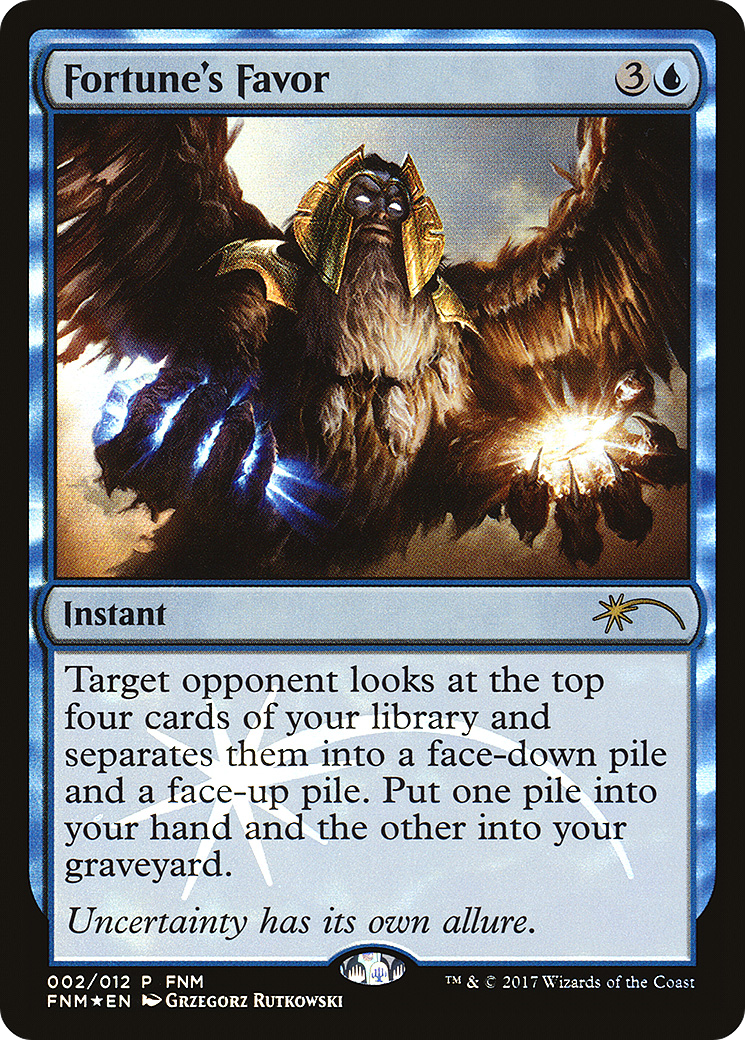 Fortune's Favor 3
Instant
Target opponent looks at the top
four cards of your library and
separates them into a face-down pile
and a face-up pile. Put one pile into
your hand and the other into your
graveyard.
Uncertainty has its own allure.
002/012 P FNM
FNM★EN Grzegorz Rutkowski
™ & © 2017 Wizards of the Coast